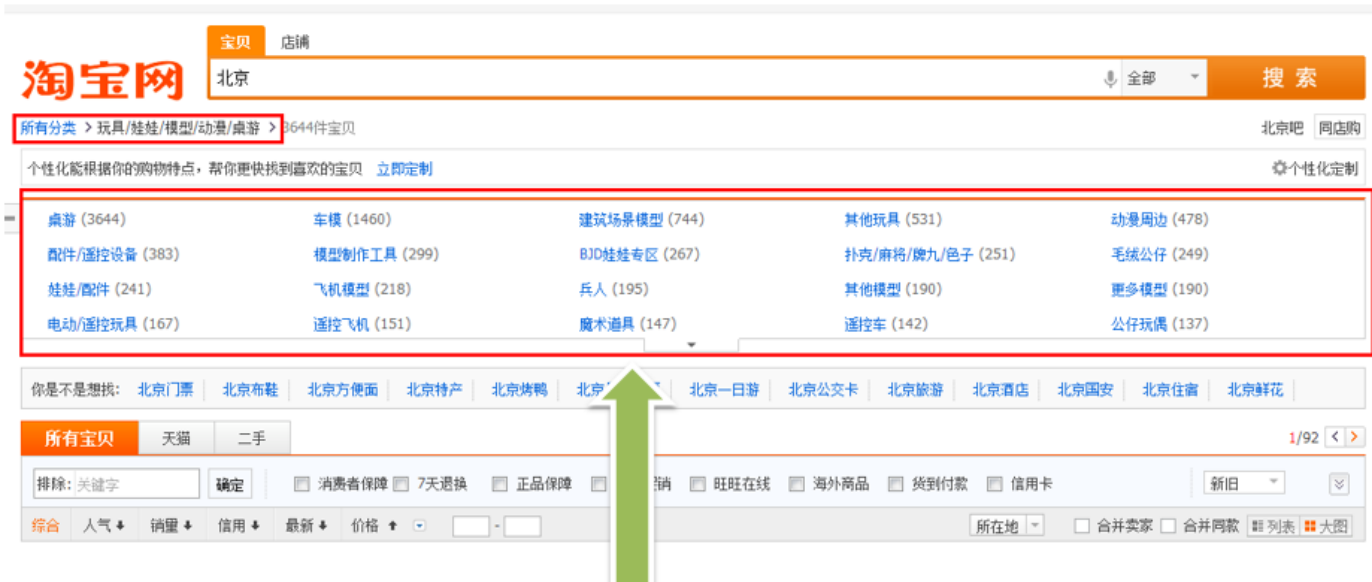 宝贝 店铺
淘宝网 北京 全部 搜索
所有分类 > 玩具/娃娃/模型/动漫/桌游 > 3644件宝贝 北京吧 同店购
个性化能根据你的购物特点，帮你更快找到喜欢的宝贝 立即定制 个性化定制
桌游 (3644) 车模 (1460) 建筑场景模型 (744) 其他玩具 (531) 动漫周边 (478)
配件/遥控设备 (383) 模型制作工具 (299) BJD娃娃专区 (267) 扑克/麻将/牌九/色子 (251) 毛绒公仔 (249)
娃娃/配件 (241) 飞机模型 (218) 兵人 (195) 其他模型 (190) 更多模型 (190)
电动/遥控玩具 (167) 遥控飞机 (151) 魔术道具 (147) 遥控车 (142) 公仔玩偶 (137)
你是不是想找: 北京门票 北京布鞋 北京方便面 北京特产 北京烤鸭 北京一日游 北京公交卡 北京旅游 北京酒店 北京国安 北京住宿 北京鲜花
所有宝贝 天猫 二手 1/92 < >
排除: 关键字 确定 消费者保障 7天退换 正品保障 旺旺在线 海外商品 货到付款 信用卡 新旧
综合 人气 销量 信用 最新 价格 - 所在地 合并卖家 合并同款 列表 大图